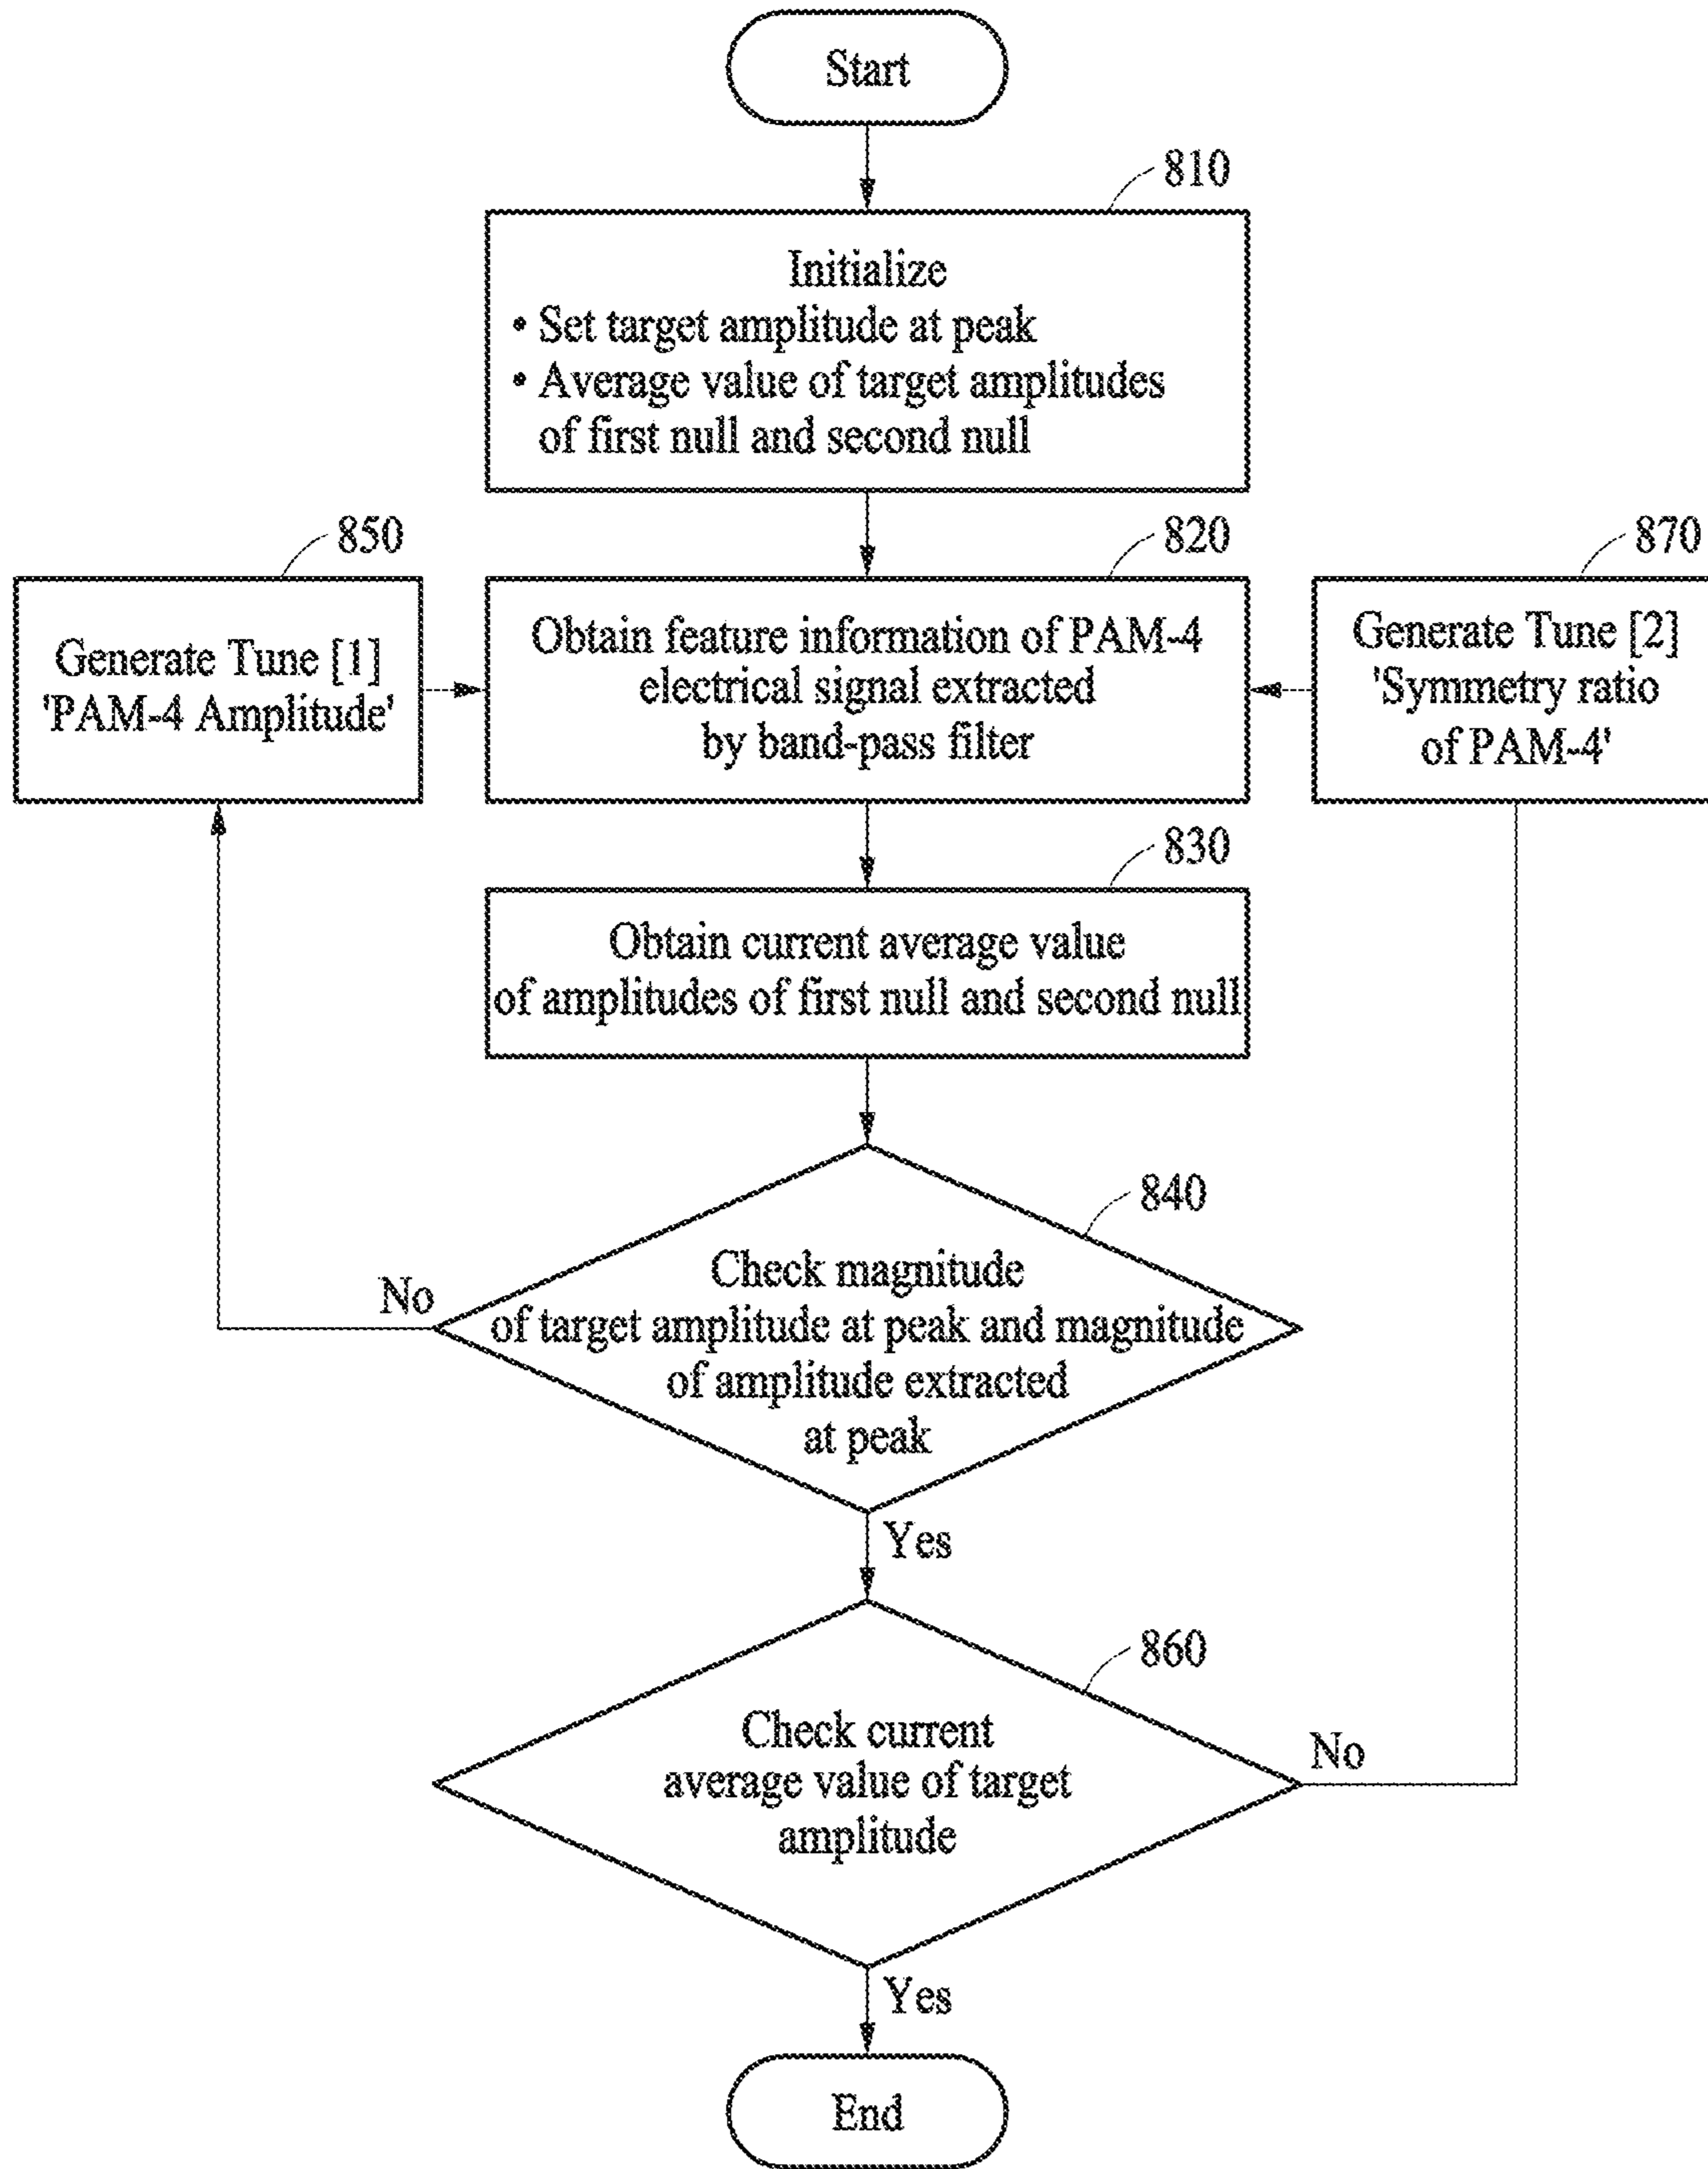 Start
810
Initialize
• Set target amplitude at peak
• Average value of target amplitudes
of first null and second null
850
Generate Tune [1]
'PAM-4 Amplitude'
820
Obtain feature information of PAM-4
electrical signal extracted
by band-pass filter
870
Generate Tune [2]
'Symmetry ratio
of PAM-4'
830
Obtain current average value
of amplitudes of first null and second null
840
Check magnitude
of target amplitude at peak and magnitude
of amplitude extracted
at peak
No
Yes
860
Check current
average value of target
amplitude
No
Yes
End